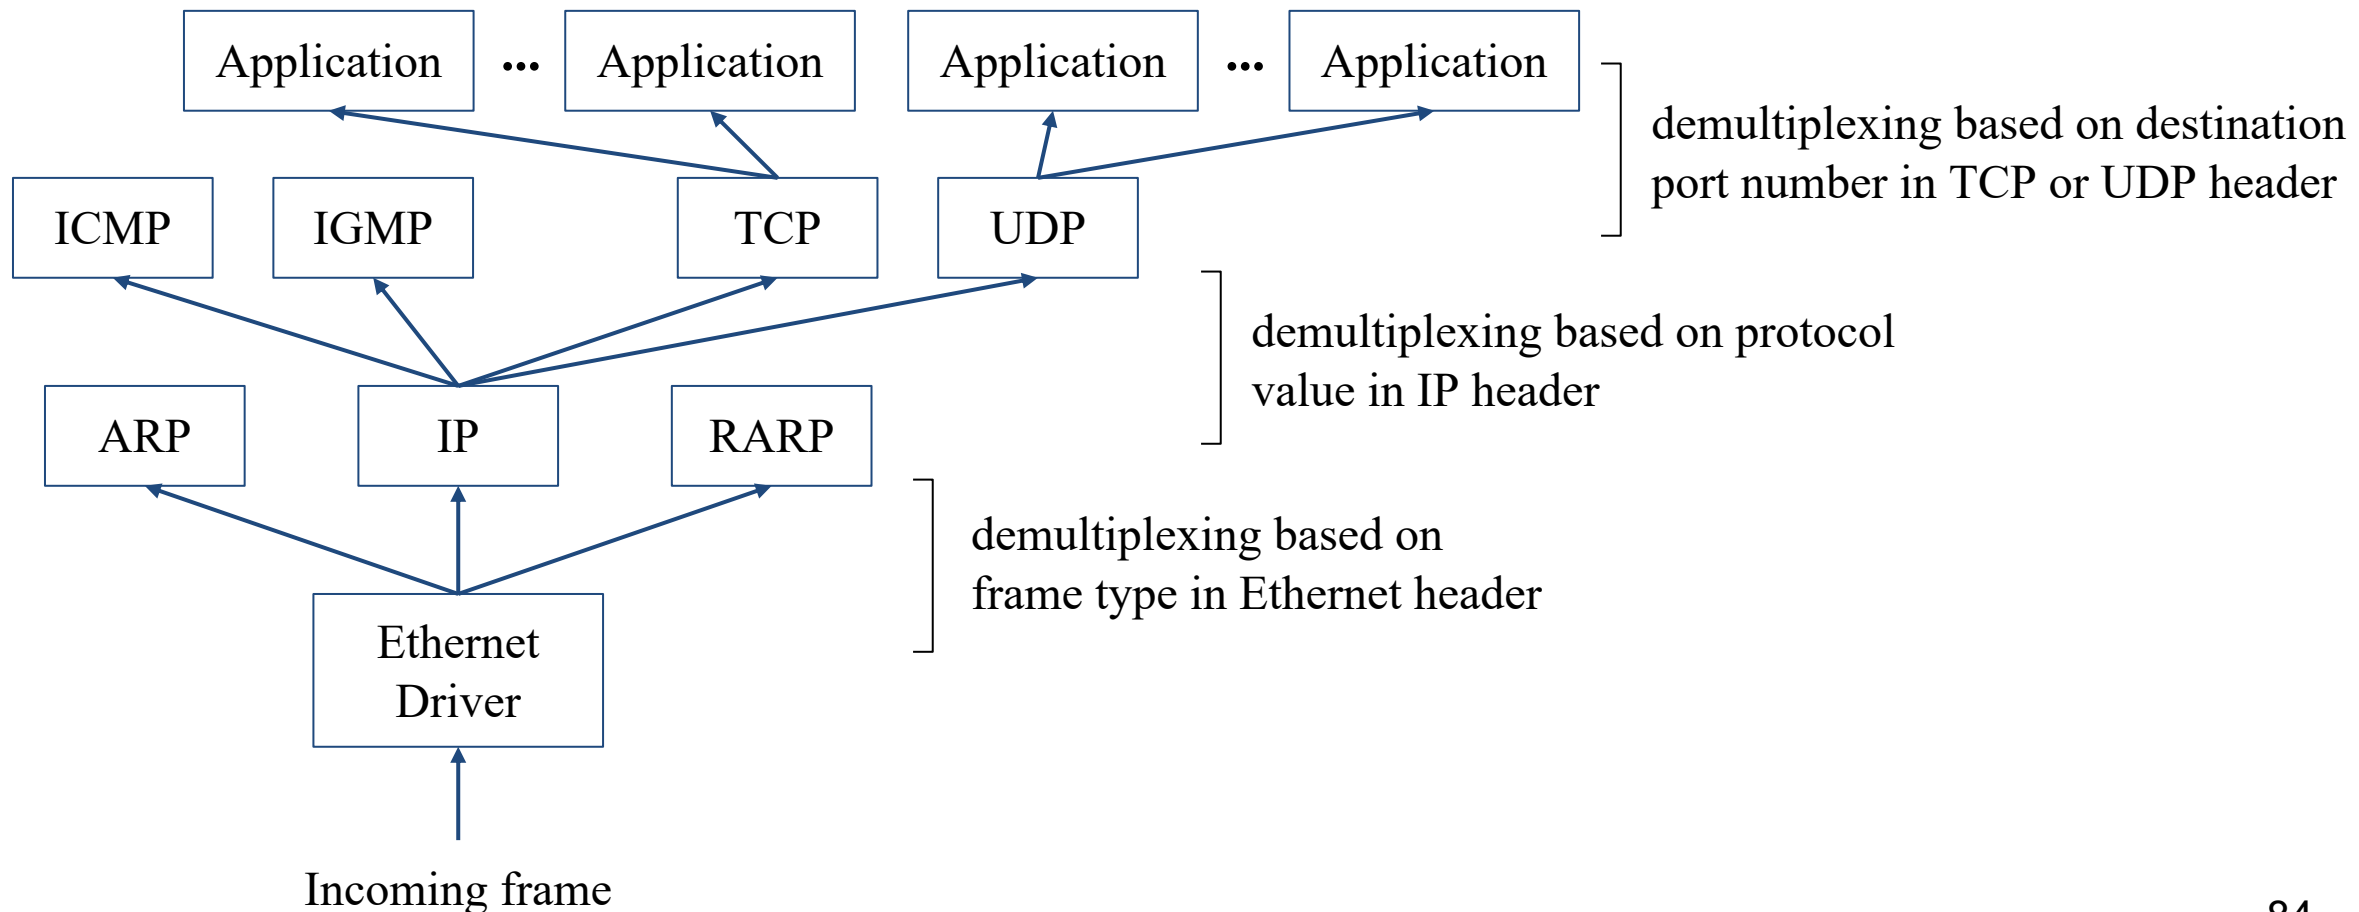 Application ... Application Application ... Application
demultiplexing based on destination
port number in TCP or UDP header
ICMP IGMP TCP UDP
demultiplexing based on protocol
value in IP header
ARP IP RARP
demultiplexing based on
frame type in Ethernet header
Ethernet
Driver
Incoming frame
84